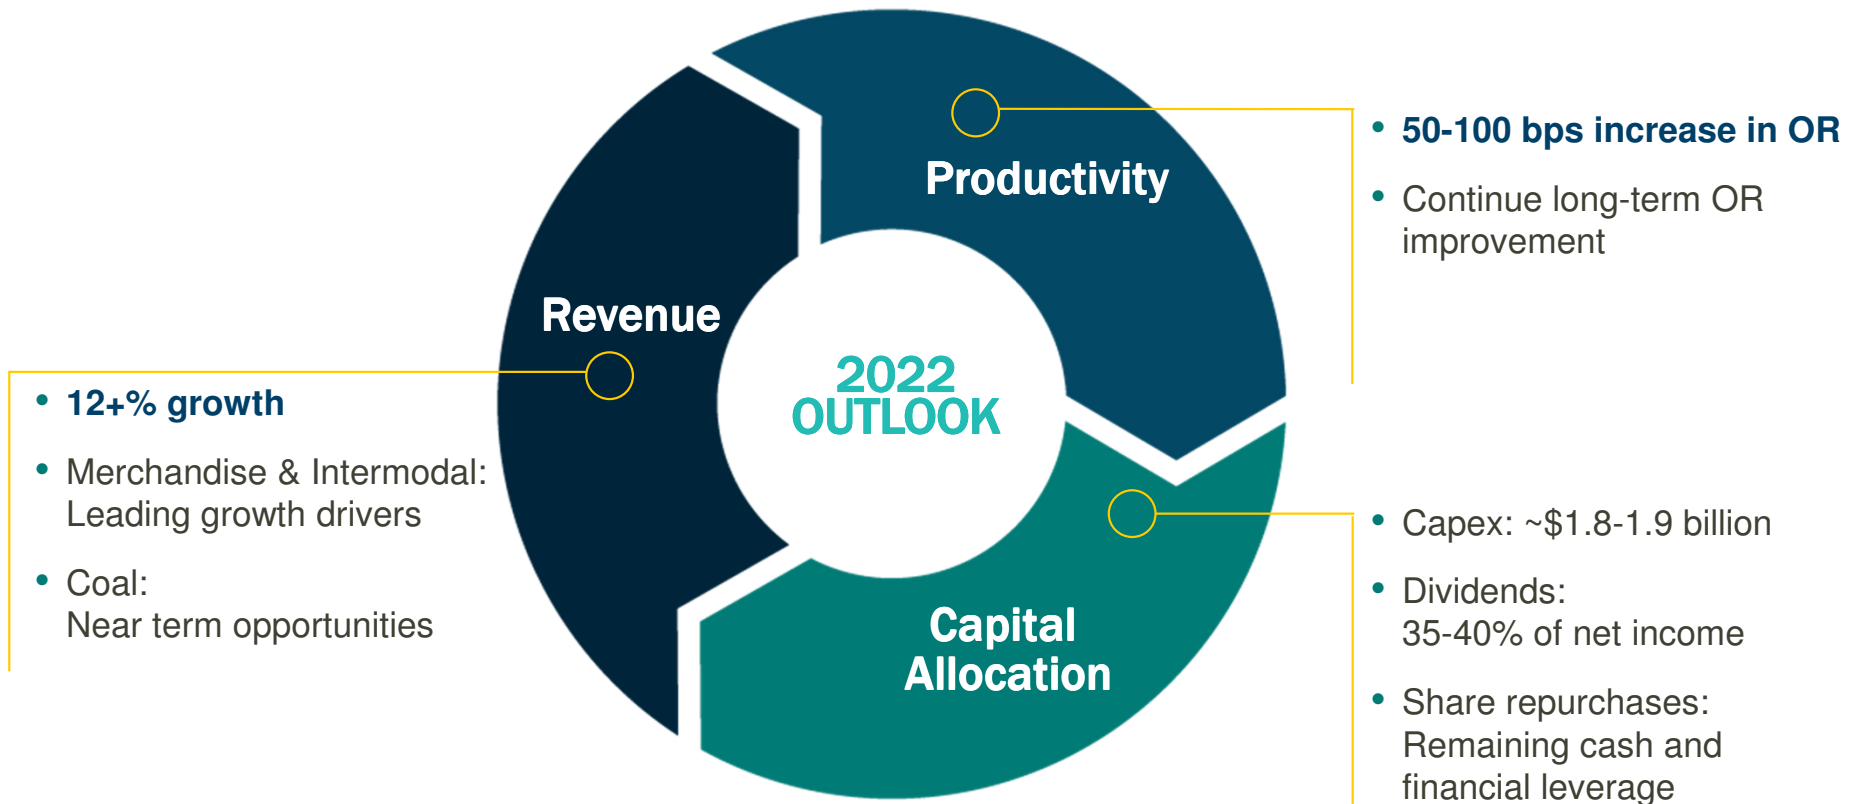 Productivity
• 50-100 bps increase in OR
• Continue long-term OR
improvement
Revenue
• 12+% growth
• Merchandise & Intermodal:
Leading growth drivers
• Coal:
Near term opportunities
2022
OUTLOOK
Capital
Allocation
• Capex: ~$1.8-1.9 billion
• Dividends:
35-40% of net income
• Share repurchases:
Remaining cash and
financial leverage